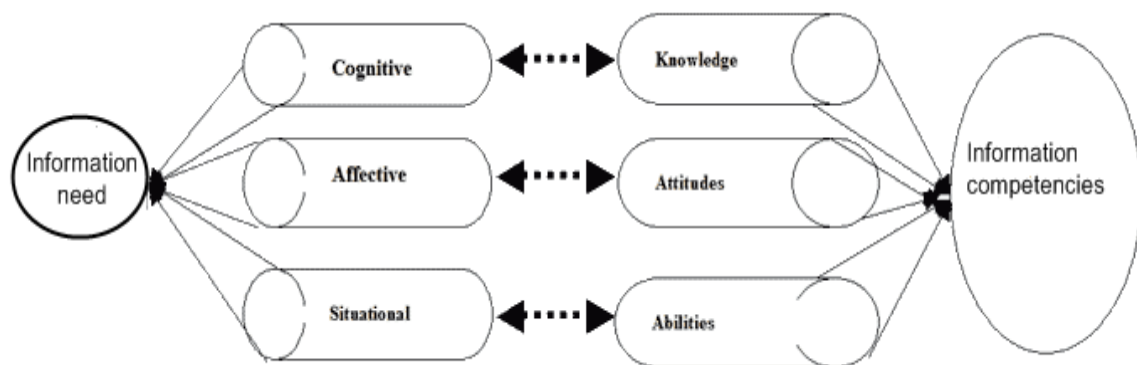 Information
need
Cognitive
Affective
Situational
Knowledge
Attitudes
Abilities
Information
competencies